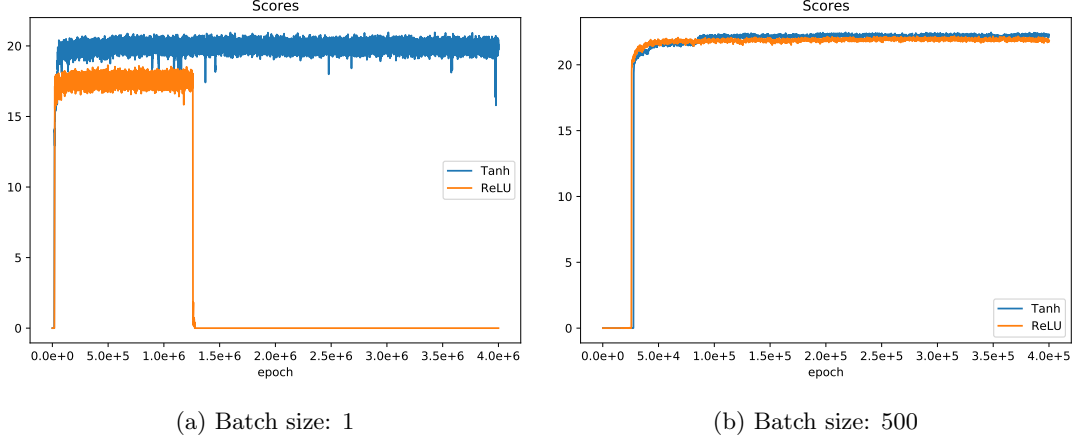 Scores
20
15
10
5
0
Tanh
ReLU
0.0e+0 5.0e+5 1.0e+6 1.5e+6 2.0e+6 2.5e+6 3.0e+6 3.5e+6 4.0e+6
epoch
(a) Batch size: 1
Scores
20
15
10
5
0
Tanh
ReLU
0.0e+0 5.0e+4 1.0e+5 1.5e+5 2.0e+5 2.5e+5 3.0e+5 3.5e+5 4.0e+5
epoch
(b) Batch size: 500